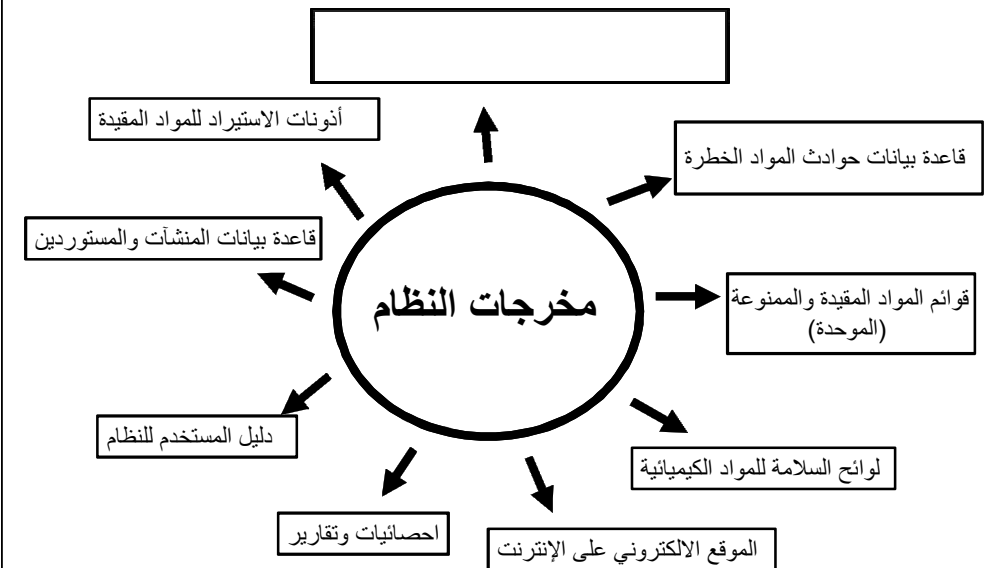 أذونات الاستيراد للمواد المقيدة
قاعدة بيانات حوادث المواد الخطرة
قاعدة بيانات المنشآت والمستوردين
مخرجات النظام
قوائم المواد المقيدة والممنوعة
(الموحدة)
دليل المستخدم للنظام
لوائح السلامة للمواد الكيميائية
احصائيات وتقارير
الموقع الالكتروني على الإنترنت